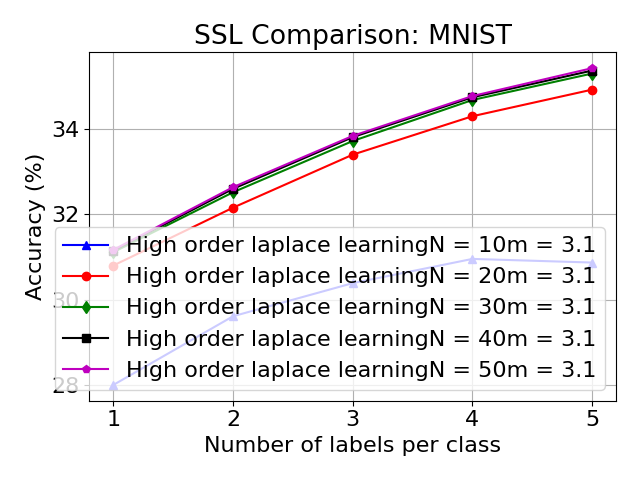 SSL Comparison: MNIST
Accuracy (%)
34
32
30
28
High order laplace learningN = 10m = 3.1
High order laplace learningN = 20m = 3.1
High order laplace learningN = 30m = 3.1
High order laplace learningN = 40m = 3.1
High order laplace learningN = 50m = 3.1
1 2 3 4 5
Number of labels per class